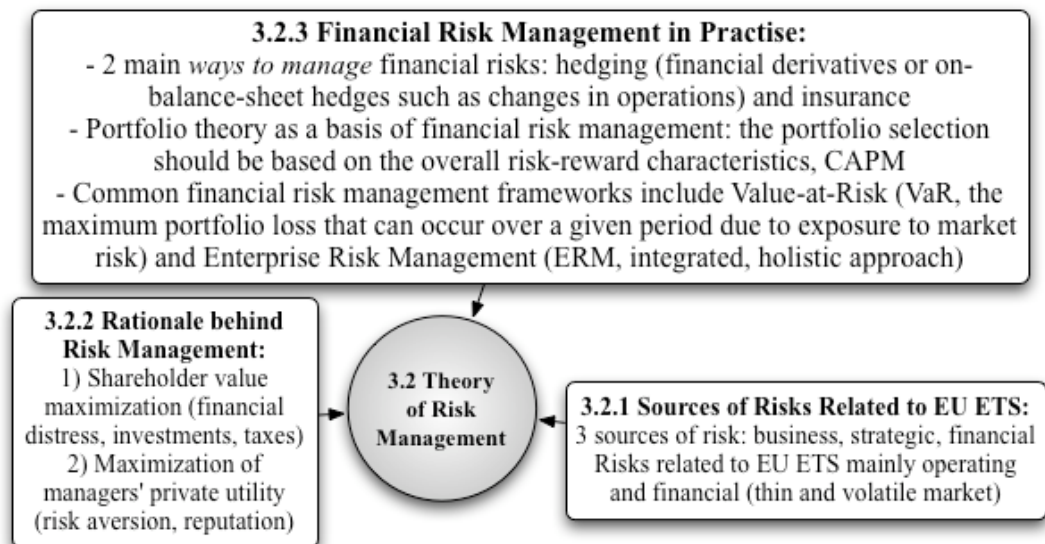 3.2.3 Financial Risk Management in Practise:
- 2 main ways to manage financial risks: hedging (financial derivatives or on-
balance-sheet hedges such as changes in operations) and insurance
- Portfolio theory as a basis of financial risk management: the portfolio selection
should be based on the overall risk-reward characteristics, CAPM
- Common financial risk management frameworks include Value-at-Risk (VaR, the
maximum portfolio loss that can occur over a given period due to exposure to market
risk) and Enterprise Risk Management (ERM, integrated, holistic approach)
3.2.2 Rationale behind
Risk Management:
1) Shareholder value
maximization (financial
distress, investments, taxes)
2) Maximization of
managers' private utility
(risk aversion, reputation)
3.2 Theory
of Risk
Management
3.2.1 Sources of Risks Related to EU ETS:
3 sources of risk: business, strategic, financial
Risks related to EU ETS mainly operating
and financial (thin and volatile market)